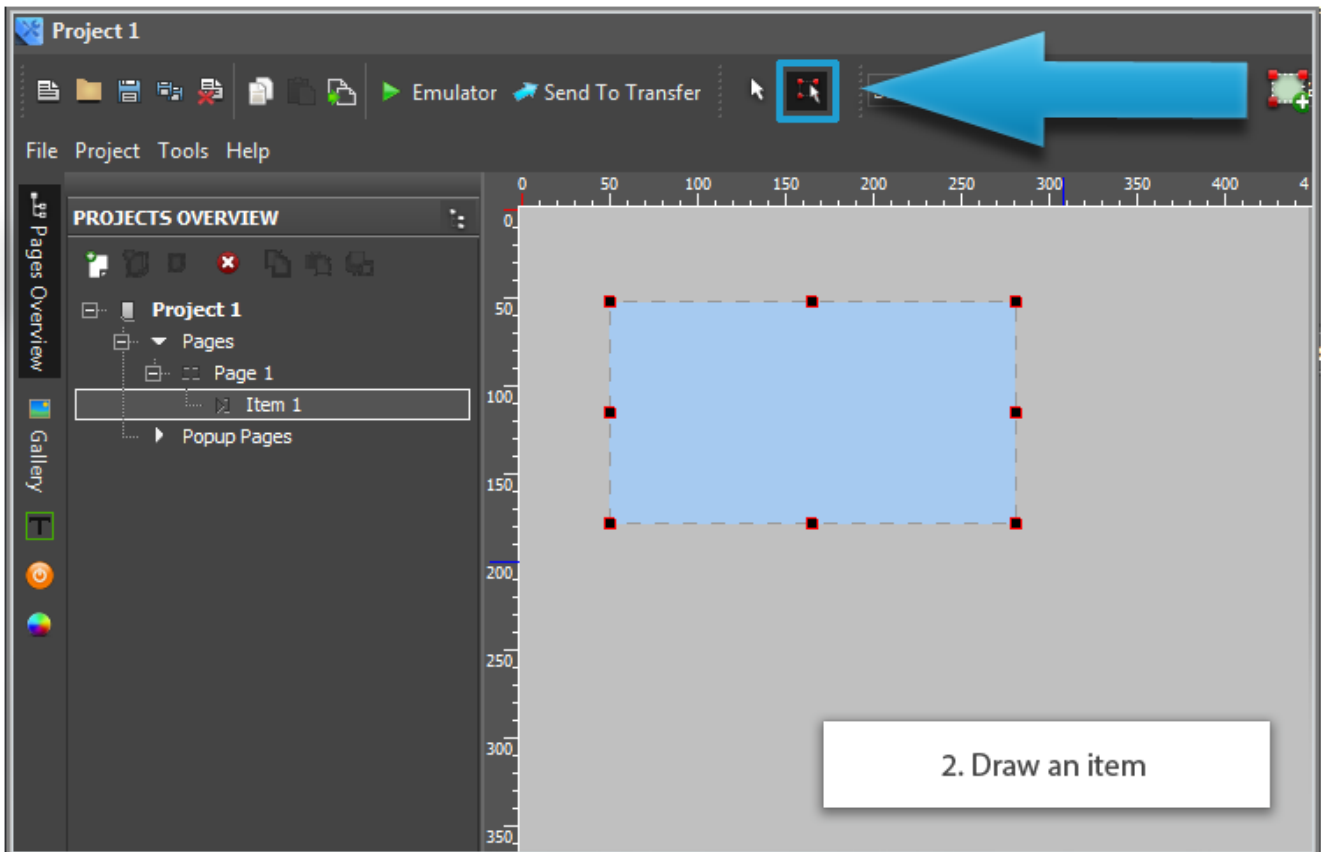 Project 1
Emulator Send To Transfer
File Project Tools Help
0 50 100 150 200 250 300 350 400 4
Pages Overview
PROJECTS OVERVIEW
0
Project 1
50
Pages
Page 1
Item 1
100
Gallery
Popup Pages
150
T
200
250
300
2. Draw an item
350